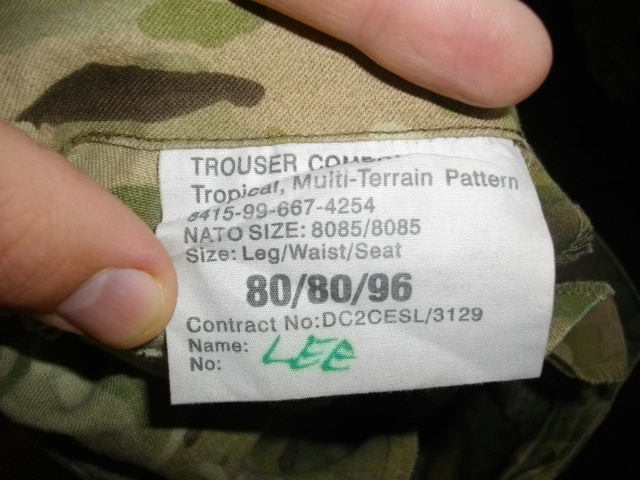 TROUSER
Tropical, Multi-Terrain Pattern
8415-99-667-4254
NATO SIZE: 8085/8085
Size: Leg/Waist/Seat
80/80/96
Contract No:DC2CESL/3129
Name: LEE
No: